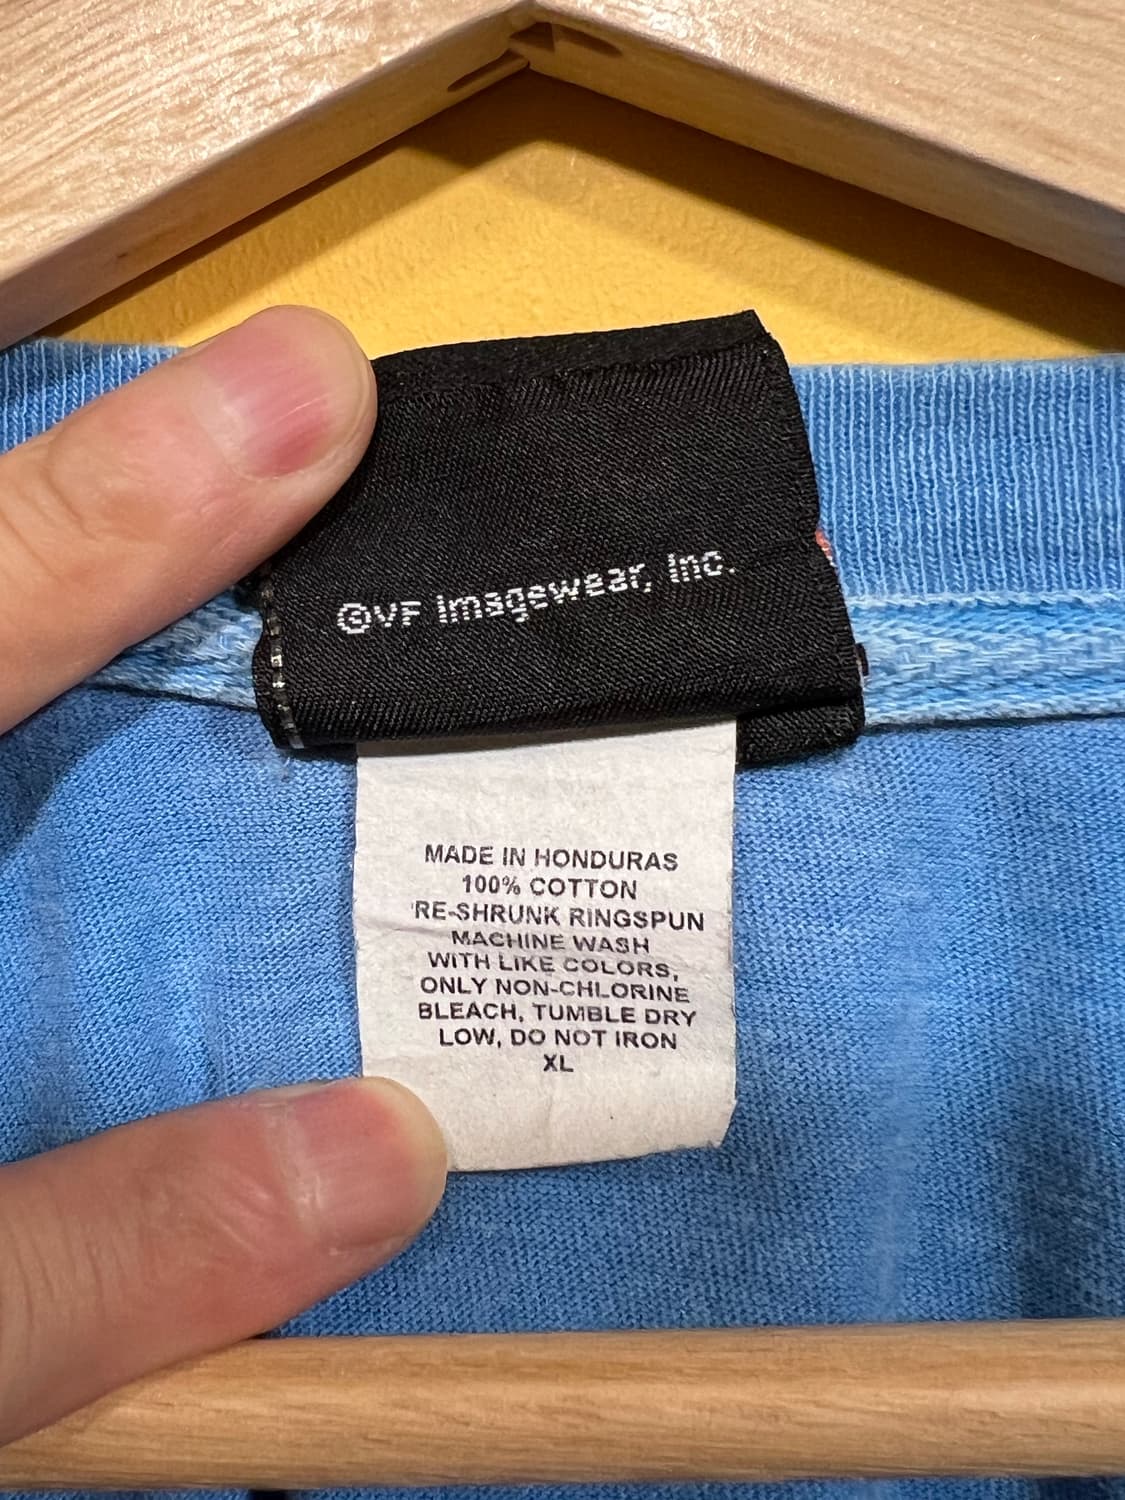 ©VF Imagewear, Inc.
MADE IN HONDURAS
100% COTTON
RE-SHRUNK RINGSPUN
MACHINE WASH
WITH LIKE COLORS,
ONLY NON-CHLORINE
BLEACH, TUMBLE DRY
LOW, DO NOT IRON
XL